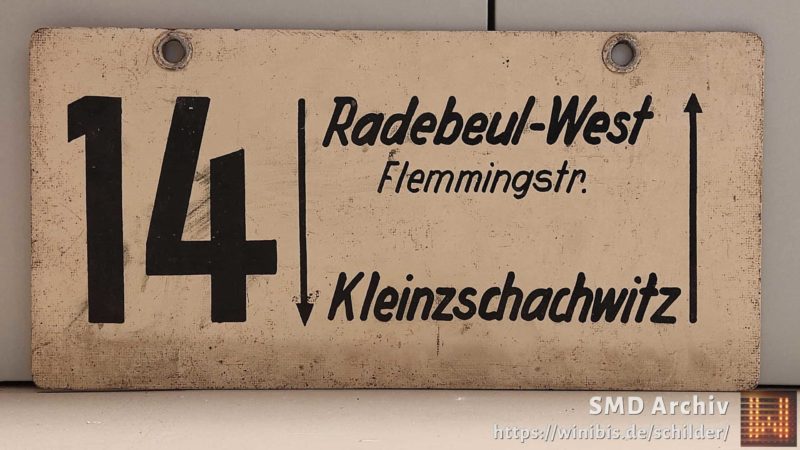 14
Radebeul-West
Flemmingstr.
Kleinzschachwitz
SMD Archiv
https://winibis.de/schilder/